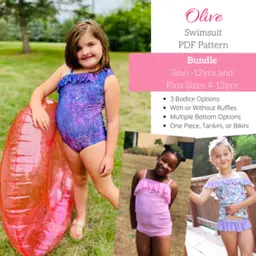 Olive
Swimsuit
PDF Pattern
Bundle
3mo -12yrs and
Plus Sizes 4-12yrs
• 3 Bodice Options
• With or Without Ruffles
• Multiple Bottom Options
• One Piece, Tankini, or Bikini